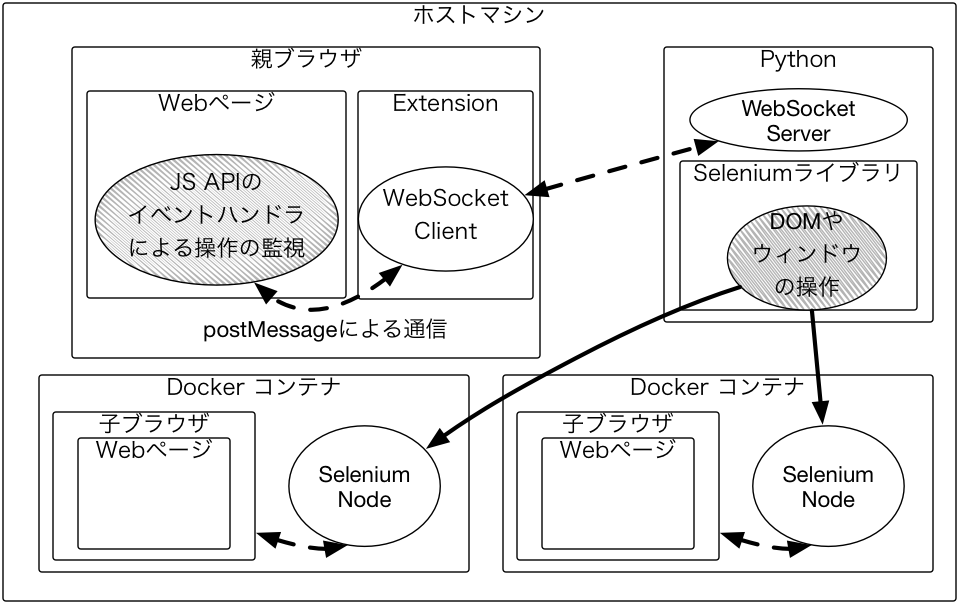 ホストマシン
親ブラウザ
Webページ
JS APIの
イベントハンドラ
による操作の監視
Extension
WebSocket
Client
postMessageによる通信
Python
WebSocket
Server
Seleniumライブラリ
DOMや
ウィンドウ
の操作
Docker コンテナ
子ブラウザ
Webページ
Selenium
Node
Docker コンテナ
子ブラウザ
Webページ
Selenium
Node